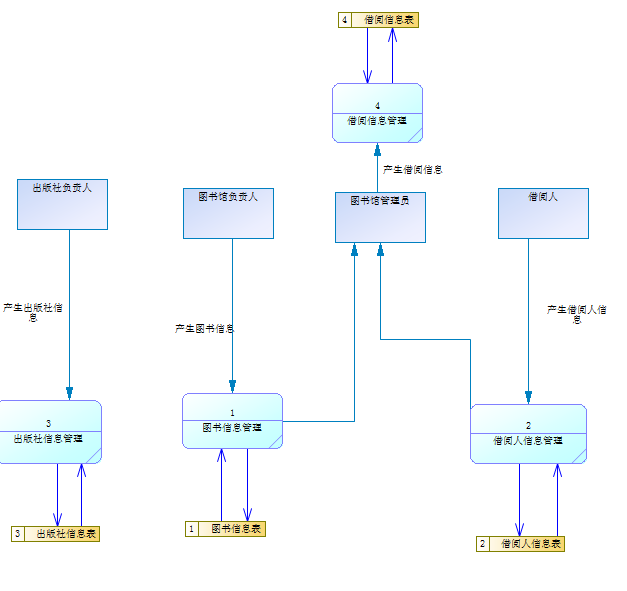 4 借阅信息表
4
借阅信息管理
产生借阅信息
出版社负责人
图书馆负责人
图书馆管理员
借阅人
产生出版社信
息
产生图书信息
产生借阅人信
息
3
出版社信息管理
1
图书信息管理
2
借阅人信息管理
3 出版社信息表
1 图书信息表
2 借阅人信息表